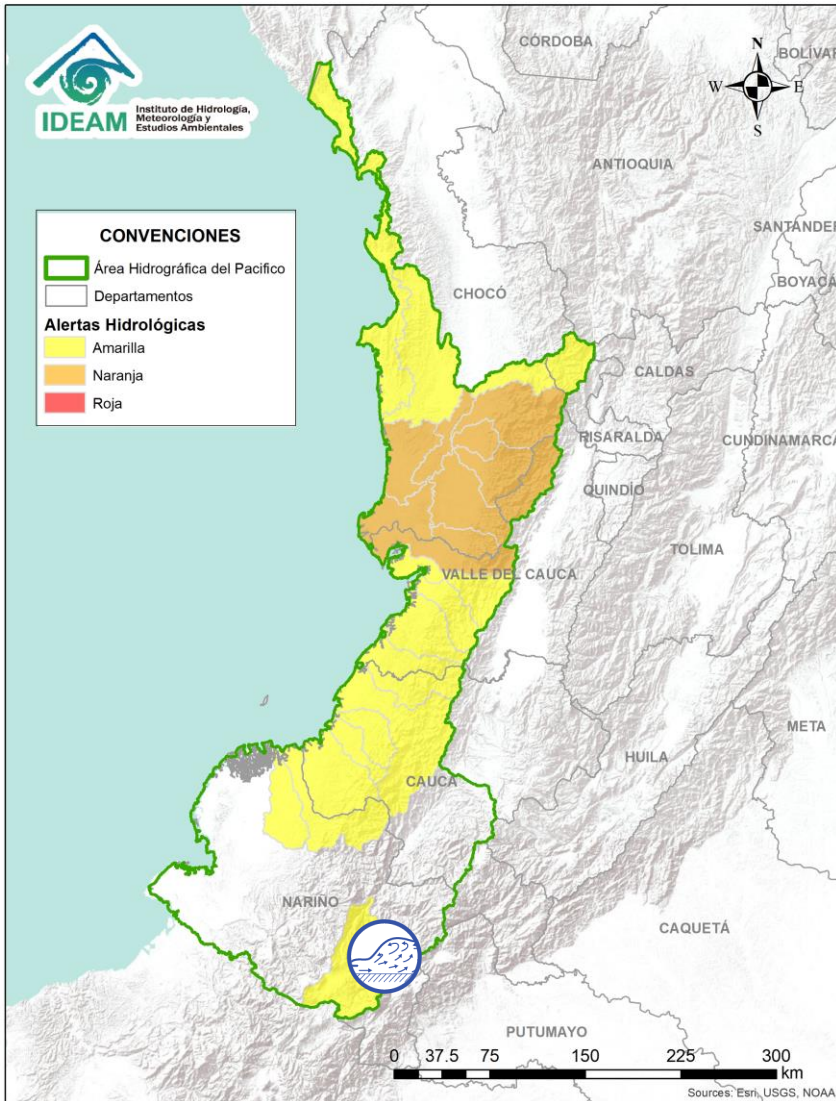 IDEAM
Instituto de Hidrología,
Meteorología y
Estudios Ambientales
CÓRDOBA
BOLÍVAR
N
W
E
S
ANTIOQUIA
SANTANDER
BOYACÁ
CONVENCIONES
Área Hidrográfica del Pacifico
Departamentos
Alertas Hidrológicas
Amarilla
Naranja
Roja
CHOCÓ
CALDAS
RISARALDA
CUNDINAMARCA
QUINDÍO
TOLIMA
VALLE DEL CAUCA
META
HUILA
CAUCA
NARIÑO
CAQUETÁ
PUTUMAYO
0 37.5 75 150 225 300
km
Sources: Esri, USGS, NOAA